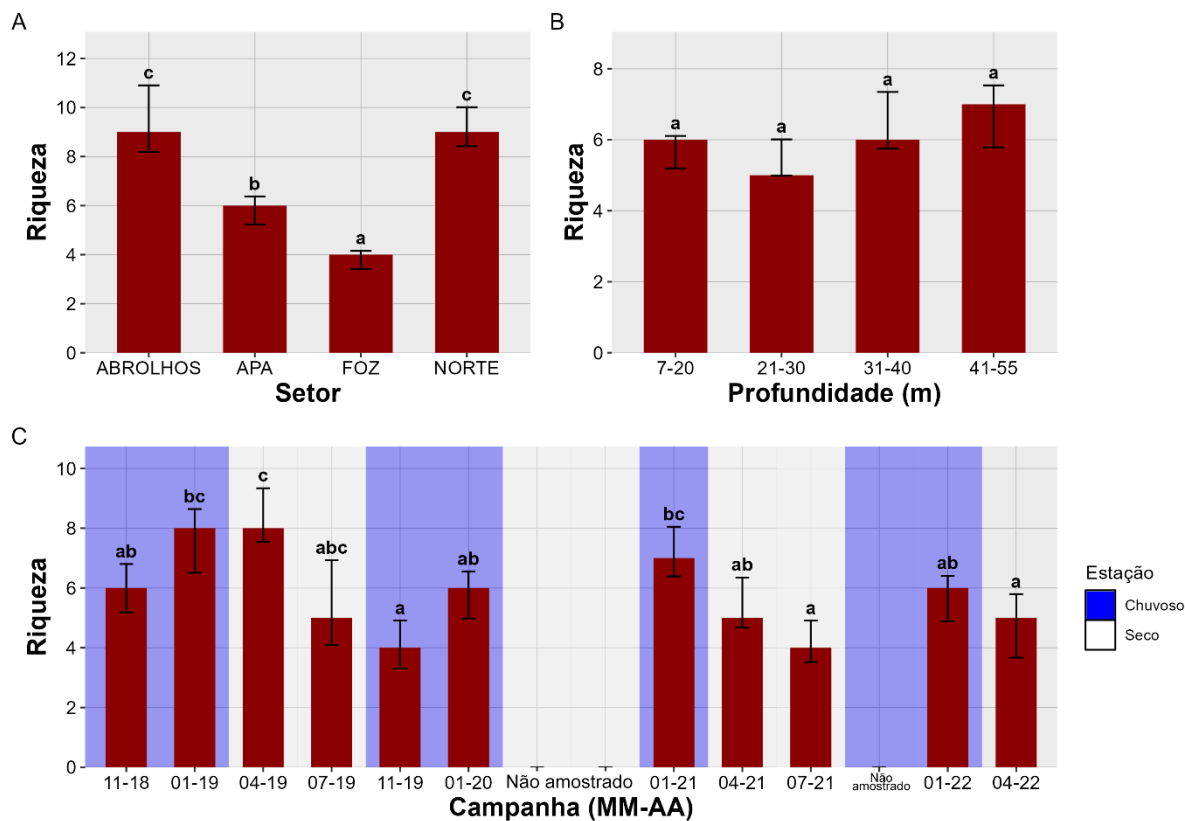 A
Riqueza
12
10
8
6
4
2
0
c
b
a
c
ABROLHOS APA FOZ NORTE
Setor
B
Riqueza
8
6
4
2
0
a
a
a
a
7-20 21-30 31-40 41-55
Profundidade (m)
C
Riqueza
10
8
6
4
2
0
ab
bc
c
abc
a
ab
bc
ab
a
ab
a
11-18 01-19 04-19 07-19 11-19 01-20 Não amostrado 01-21 04-21 07-21 Não 01-22 04-22
amostrado
Campanha (MM-AA)
Estação
Chuvoso
Seco